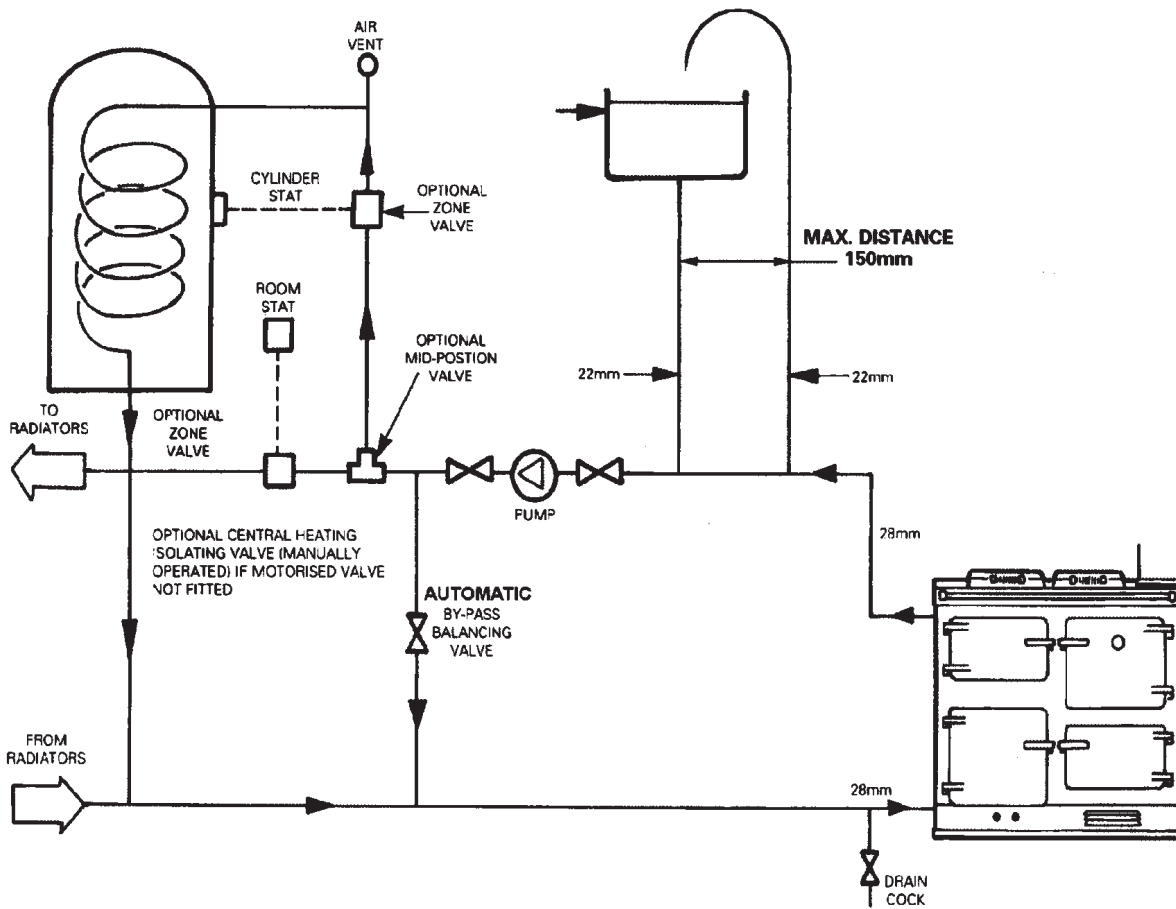 AIR
VENT
CYLINDER
STAT
OPTIONAL
ZONE
VALVE
MAX. DISTANCE
150mm
ROOM
STAT
OPTIONAL
MID-POSTION
VALVE
22mm
22mm
TO
RADIATORS
OPTIONAL
ZONE
VALVE
PUMP
28mm
OPTIONAL CENTRAL HEATING
ISOLATING VALVE (MANUALLY
OPERATED) IF MOTORISED VALVE
NOT FITTED
AUTOMATIC
BY-PASS
BALANCING
VALVE
FROM
RADIATORS
28mm
DRAIN
COCK